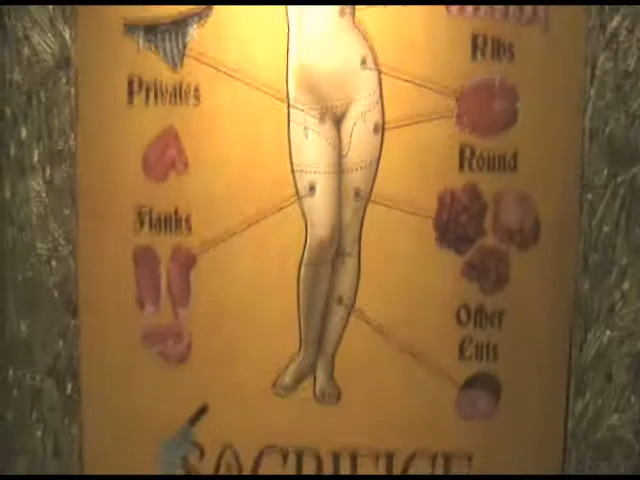 Ribs
Privates
Round
Flanks
Other
Cuts
SACRIFICE